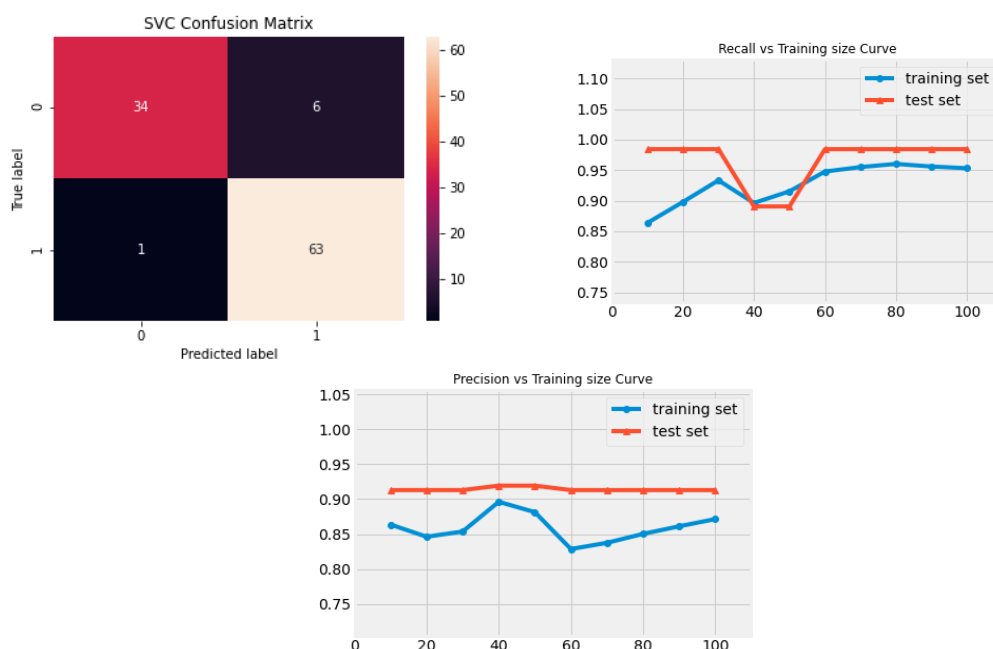 SVC Confusion Matrix
34 6
1 63
0
1
0 1
True label
Predicted label
60
50
40
30
20
10
Recall vs Training size Curve
training set
test set
1.10
1.05
1.00
0.95
0.90
0.85
0.80
0.75
0 20 40 60 80 100
Precision vs Training size Curve
training set
test set
1.05
1.00
0.95
0.90
0.85
0.80
0.75
0 20 40 60 80 100